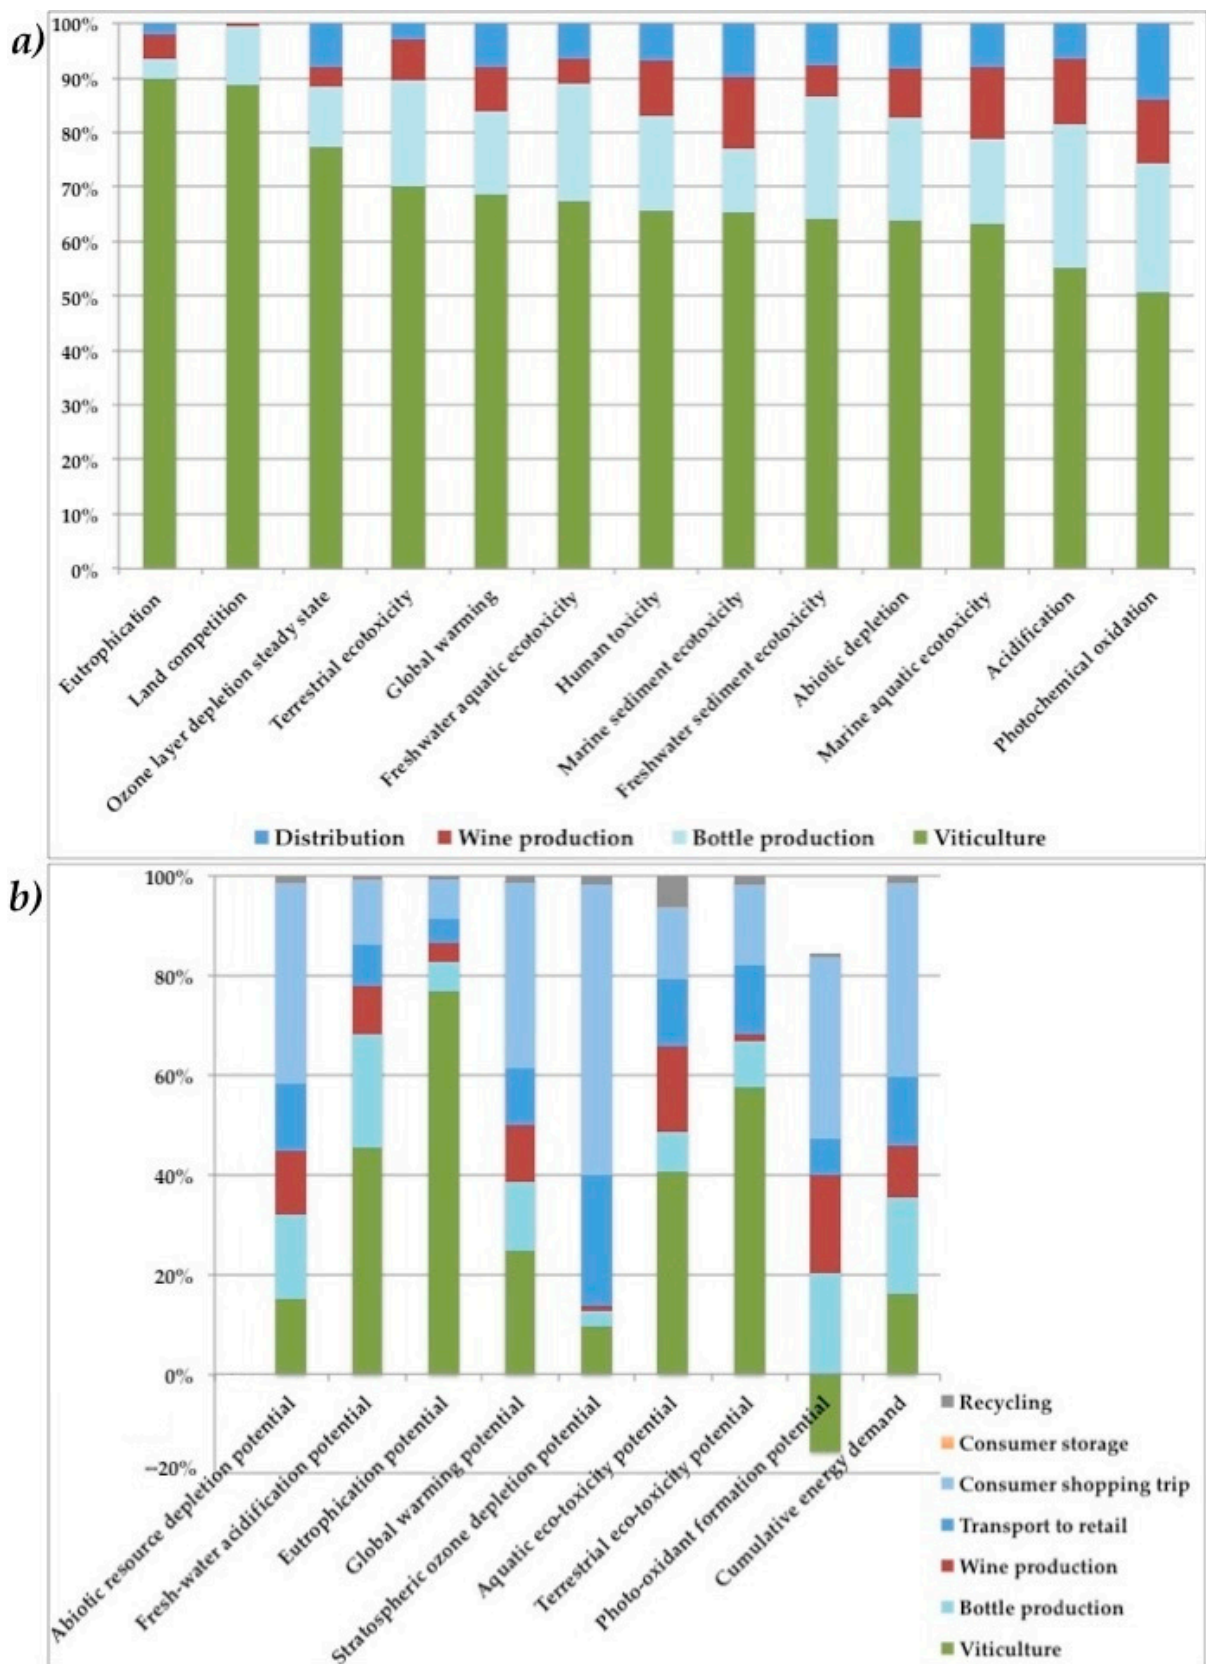 a)
100%
90%
80%
70%
60%
50%
40%
30%
20%
10%
0%
Eutrophication
Land competition
Ozone layer depletion steady state
Terrestrial ecotoxicity
Global warming
Freshwater aquatic ecotoxicity
Human toxicity
Marine sediment ecotoxicity
Freshwater sediment ecotoxicity
Abiotic depletion
Marine aquatic ecotoxicity
Acidification
Photochemical oxidation
Distribution Wine production Bottle production Viticulture
b)
100%
80%
60%
40%
20%
0%
−20%
Abiotic resource depletion potential
Fresh-water acidification potential
Eutrophication potential
Global warming potential
Stratospheric ozone depletion potential
Aquatic eco-toxicity potential
Terrestrial eco-toxicity potential
Photo-oxidant formation potential
Cumulative energy demand
Recycling
Consumer storage
Consumer shopping trip
Transport to retail
Wine production
Bottle production
Viticulture